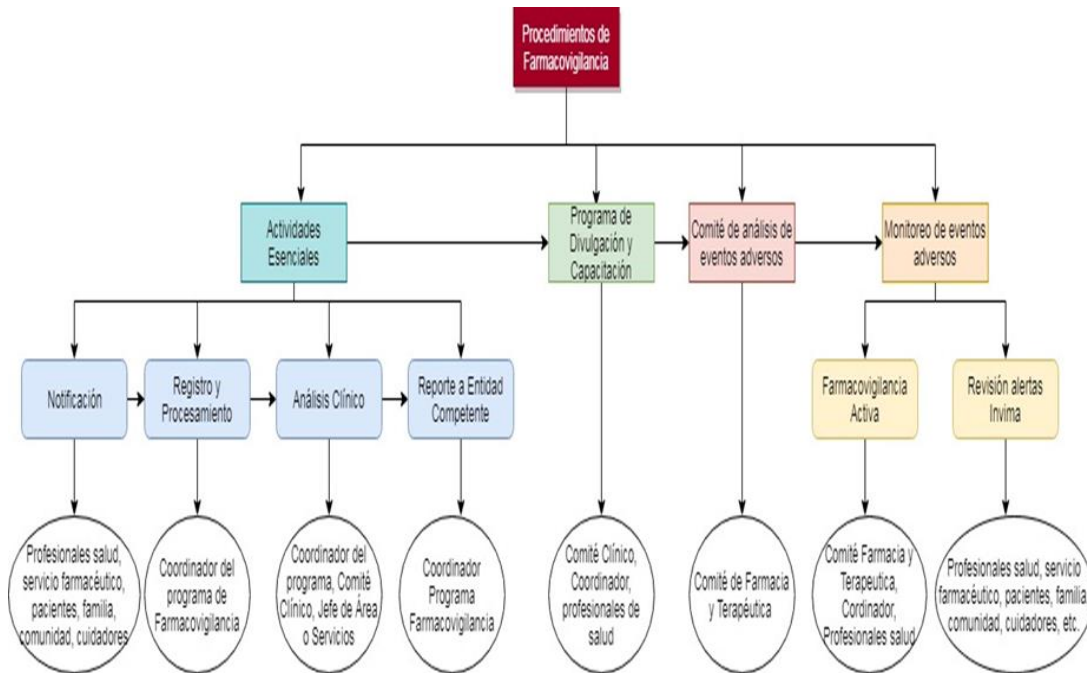 Procedimientos de
Farmacovigilancia
Actividades
Esenciales
Programa de
Divulgación y
Capacitación
Comité de análisis de
eventos adversos
Monitoreo de eventos
adversos
Notificación
Registro y
Procesamiento
Análisis Clínico
Reporte a Entidad
Competente
Farmacovigilancia
Activa
Revisión alertas
Invima
Profesionales salud,
servicio farmacéutico,
pacientes, familia,
comunidad, cuidadores
Coordinador del
programa de
Farmacovigilancia
Coordinador del
programa, Comité
Clínico, Jefe de Área
o Servicios
Coordinador
Programa
Farmacovigilancia
Comité Clínico,
Coordinador,
profesionales de
salud
Comité de Farmacia
y Terapéutica
Comité Farmacia y
Terapeutica,
Cordinador,
Profesionales salud
Profesionales salud, servicio
farmacéutico, pacientes, familia,
comunidad, cuidadores, etc.